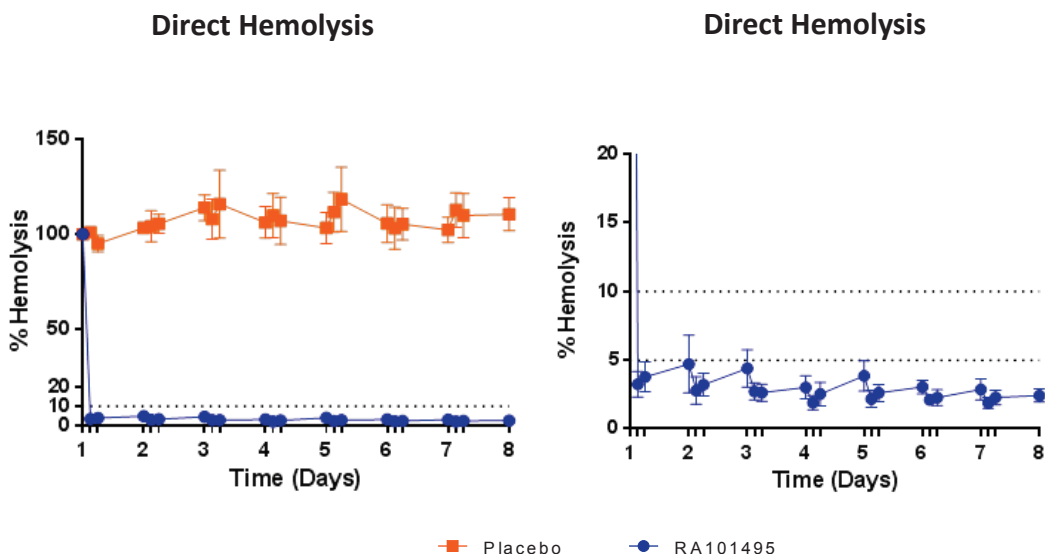 Direct Hemolysis
% Hemolysis
150
100
50
20
10
0
1 2 3 4 5 6 7 8
Time (Days)
Direct Hemolysis
% Hemolysis
20
15
10
5
0
1 2 3 4 5 6 7 8
Time (Days)
Placebo RA101495